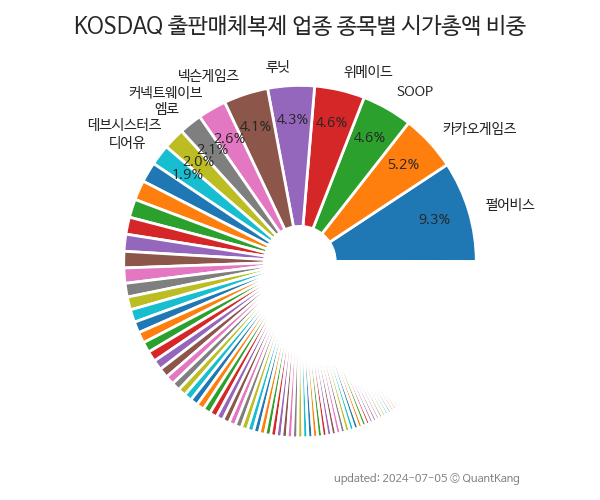 KOSDAQ 출판매체복제 업종 종목별 시가총액 비중
루닛
넥슨게임즈
위메이드
커넥트웨이브
SOOP
엠로
데브시스터즈
카카오게임즈
디어유
4.3%
4.6%
4.1%
4.6%
2.6%
2.1%
2.0%
5.2%
1.9%
펄어비스
9.3%
updated: 2024-07-05 ⓒ QuantKang